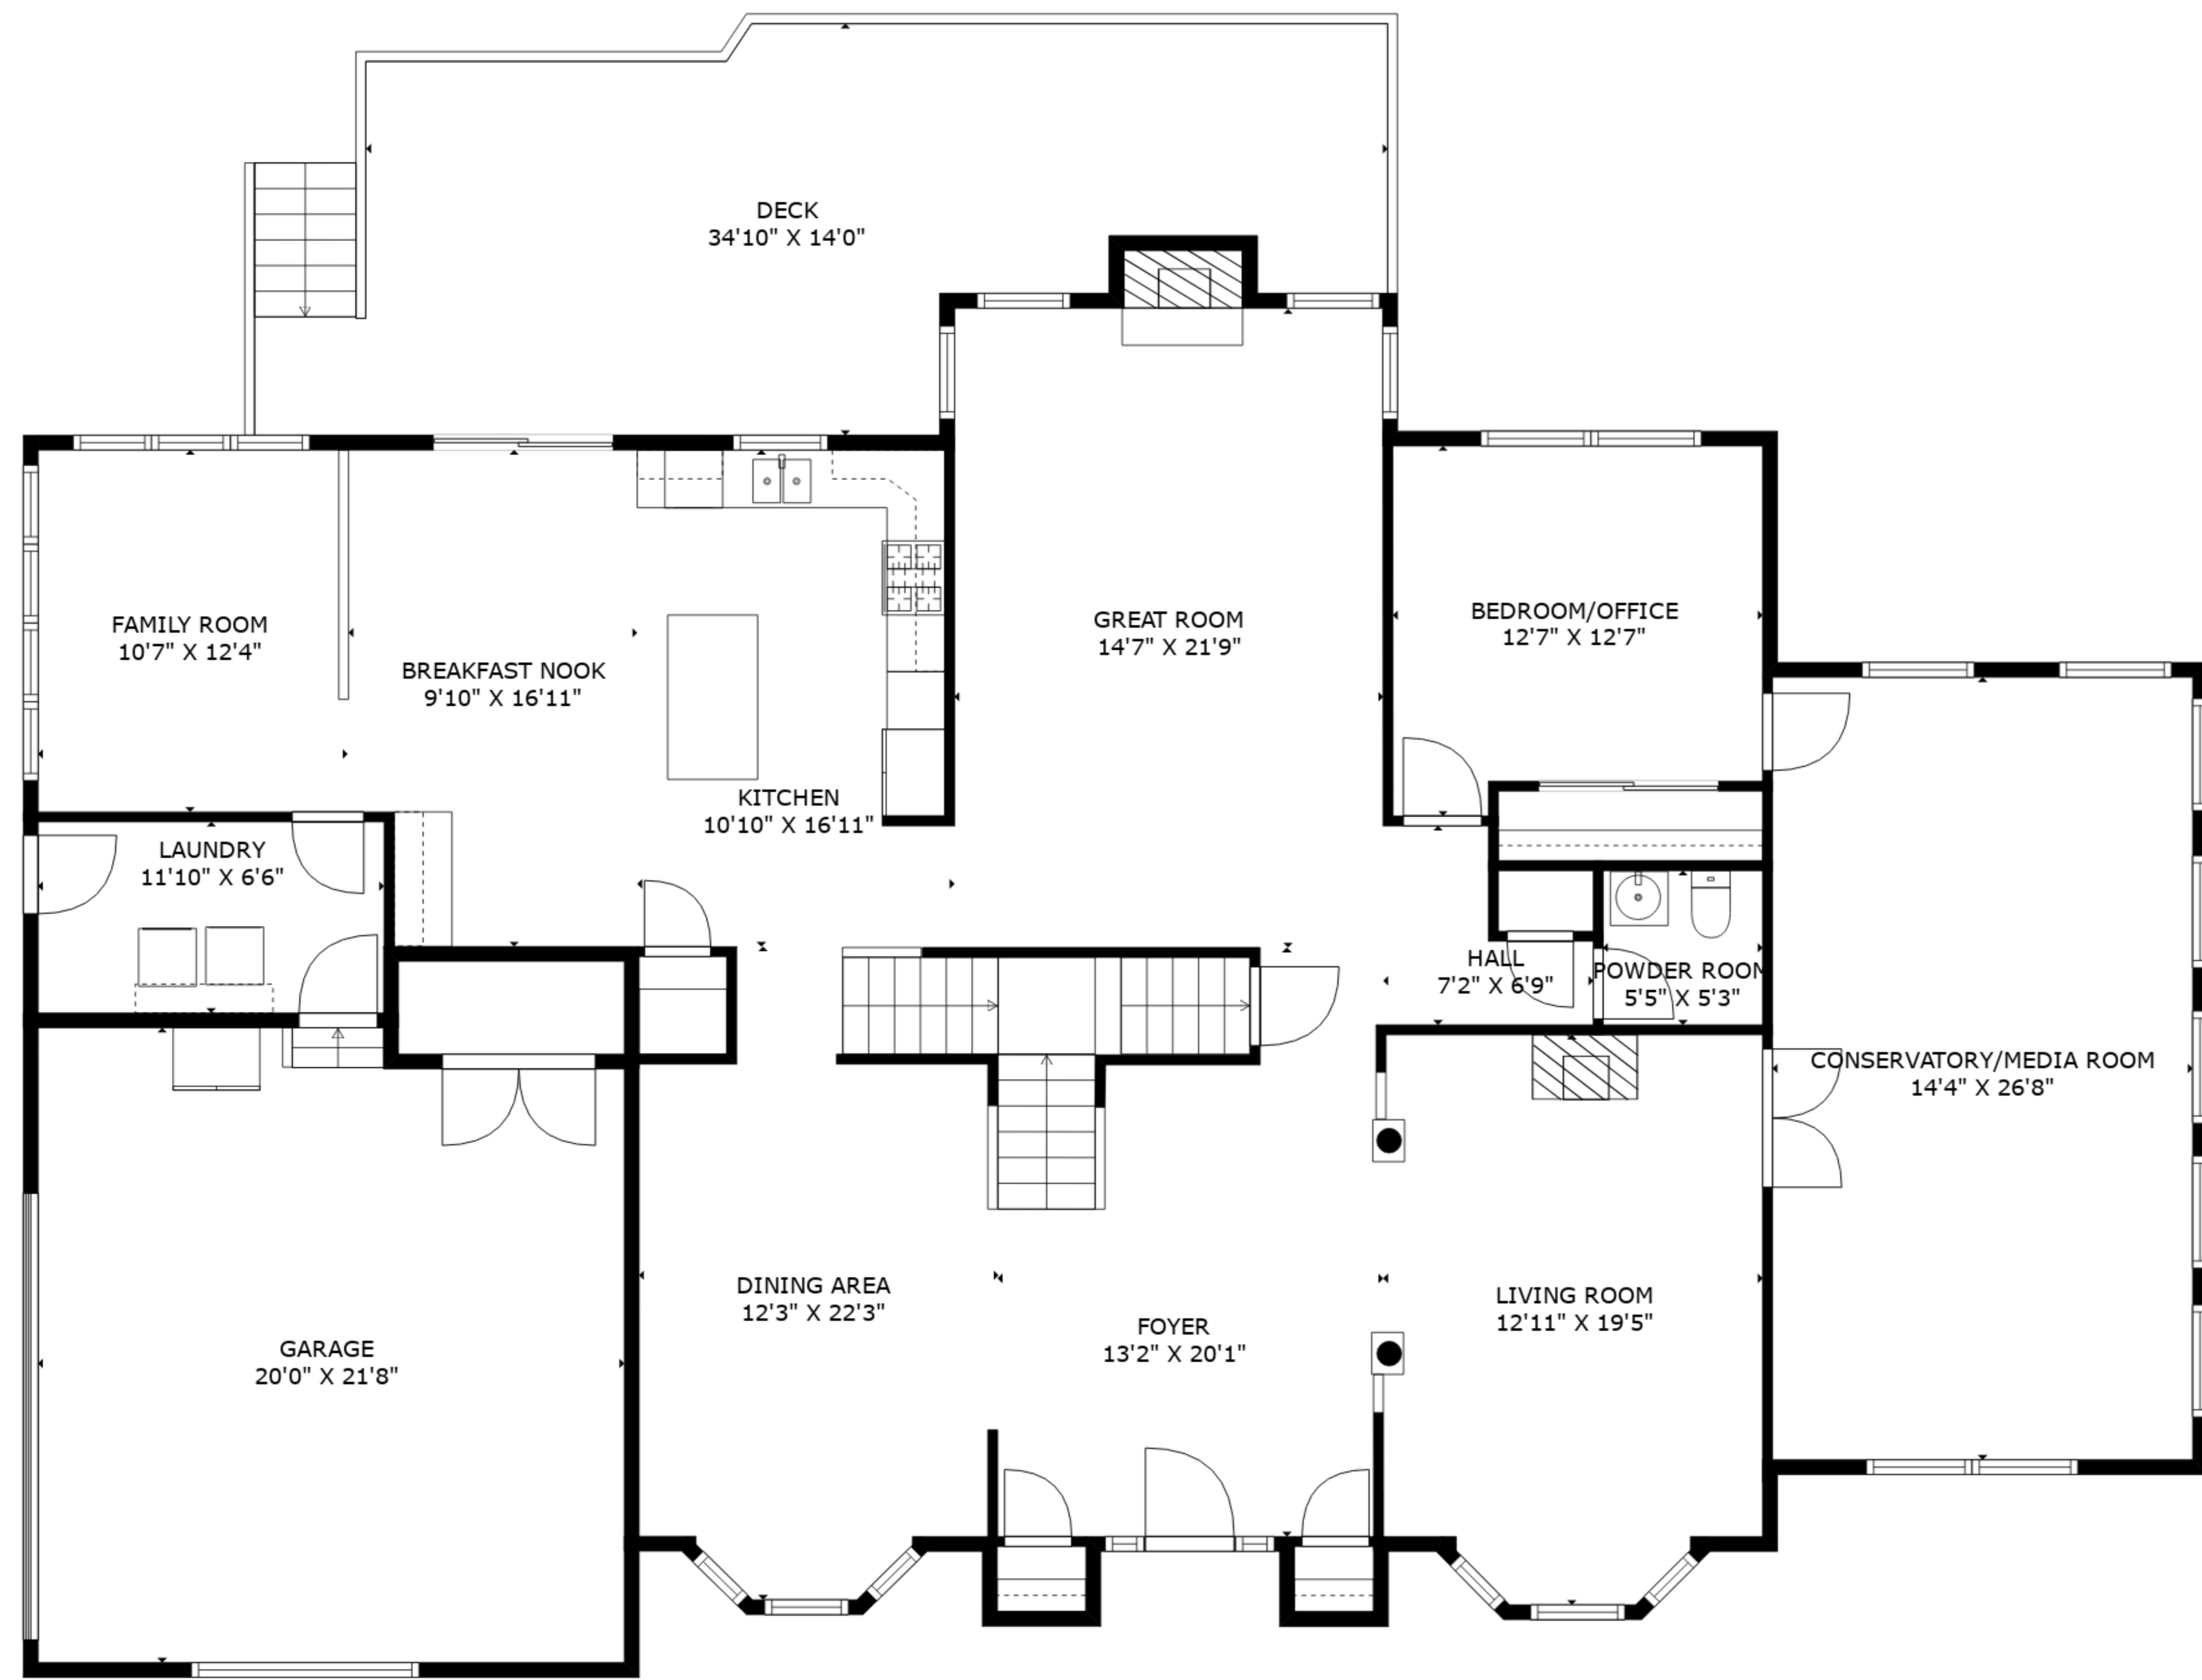 DECK
34'10" X 14'0"
FAMILY ROOM
10'7" X 12'4"
BREAKFAST NOOK
9'10" X 16'11"
KITCHEN
10'10" X 16'11"
GREAT ROOM
14'7" X 21'9"
BEDROOM/OFFICE
12'7" X 12'7"
LAUNDRY
11'10" X 6'6"
HALL
7'2" X 6'9"
POWDER ROOM
5'5" X 5'3"
CONSERVATORY/MEDIA ROOM
14'4" X 26'8"
GARAGE
20'0" X 21'8"
DINING AREA
12'3" X 22'3"
FOYER
13'2" X 20'1"
LIVING ROOM
12'11" X 19'5"